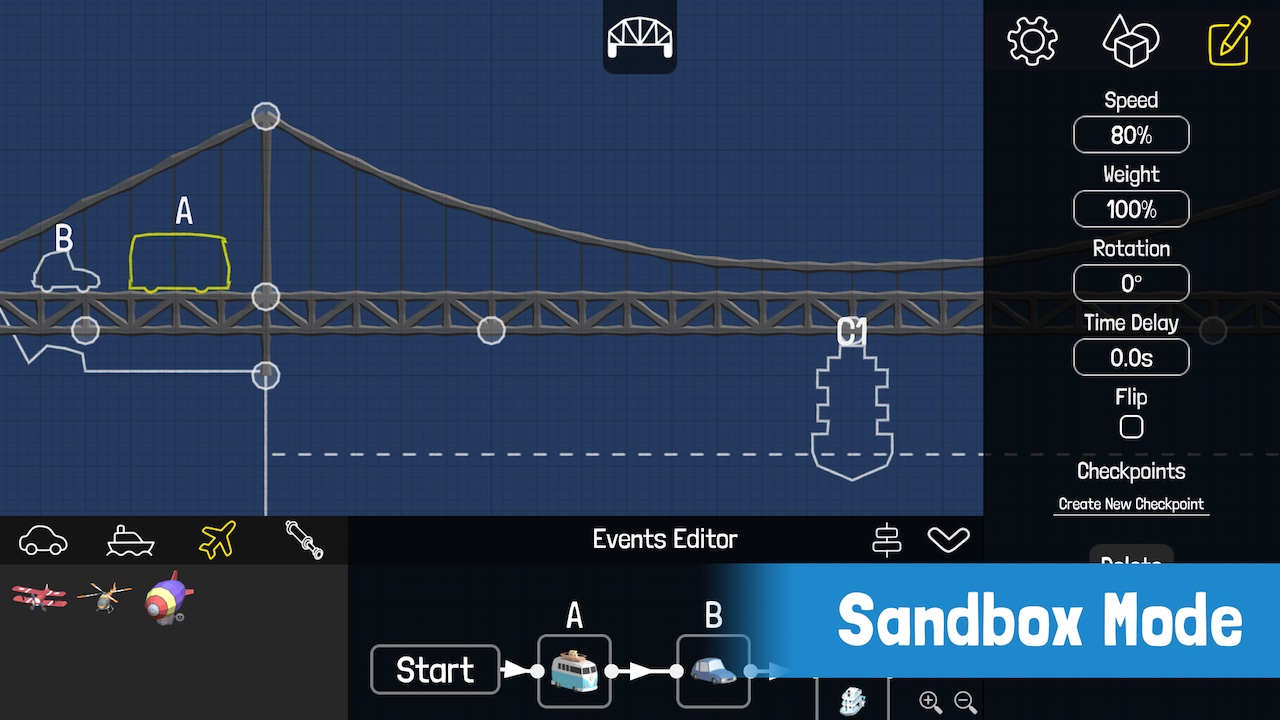 Speed
80%
Weight
100%
Rotation
0°
Time Delay
0.0s
Flip
Checkpoints
Create New Checkpoint
Delete
A
B
C1
Events Editor
Sandbox Mode
A
B
Start